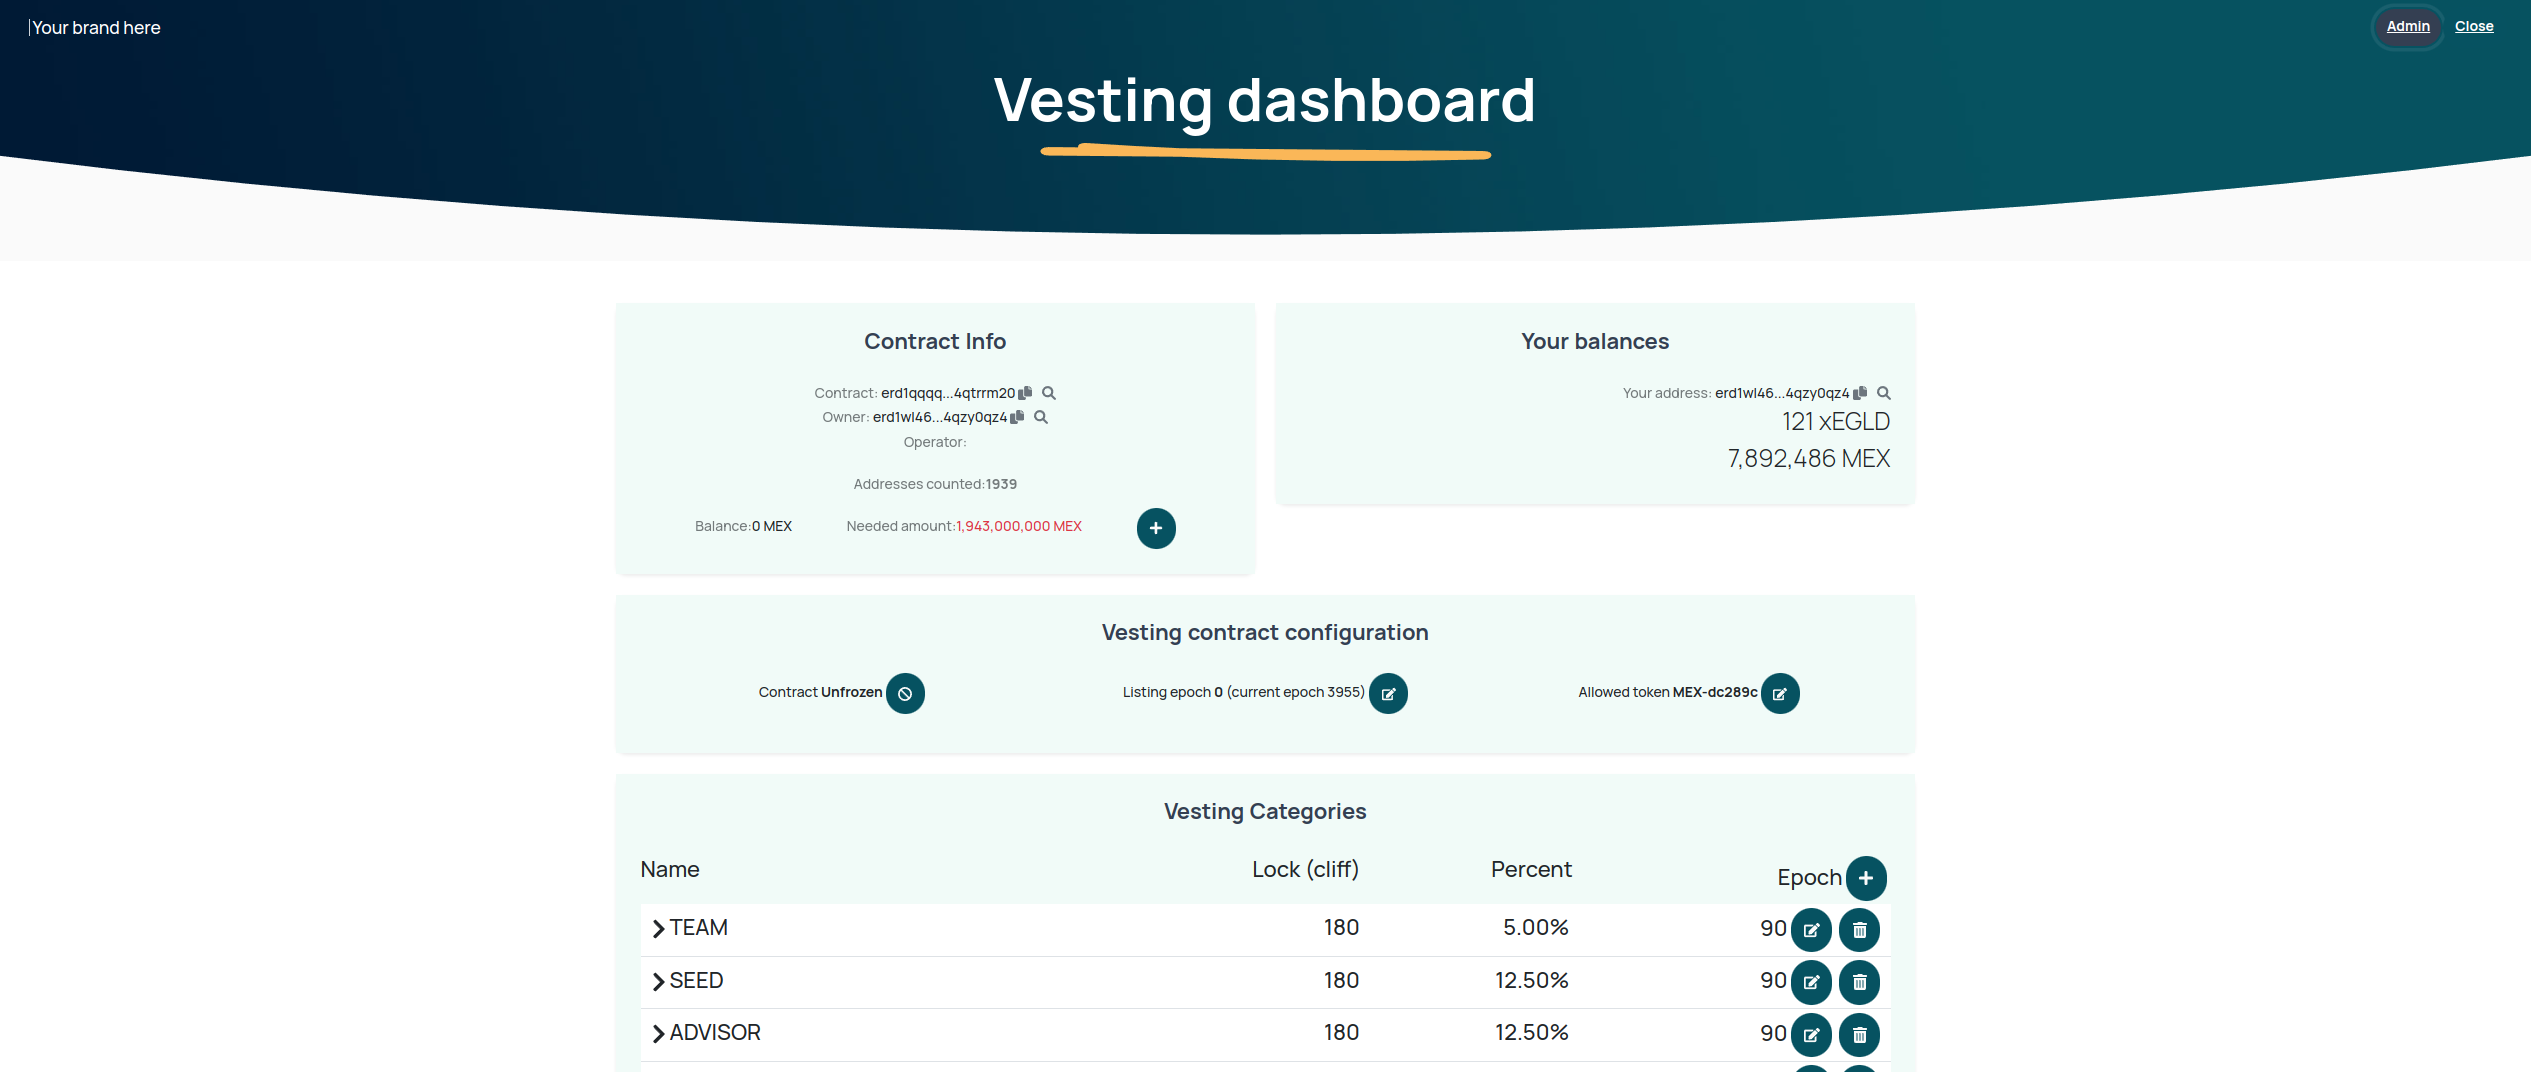 Your brand here
Admin Close
Vesting dashboard
Contract Info
Contract: erd1qqqq...4qtrrm20
Owner: erd1wl46...4qzy0qz4
Operator:
Addresses counted:1939
Balance:0 MEX Needed amount:1,943,000,000 MEX
Your balances
Your address: erd1wl46...4qzy0qz4
121 xEGLD
7,892,486 MEX
Vesting contract configuration
Contract Unfrozen Listing epoch 0 (current epoch 3955) Allowed token MEX-dc289c
Vesting Categories
Name Lock (cliff) Percent Epoch
TEAM 180 5.00% 90
SEED 180 12.50% 90
ADVISOR 180 12.50% 90